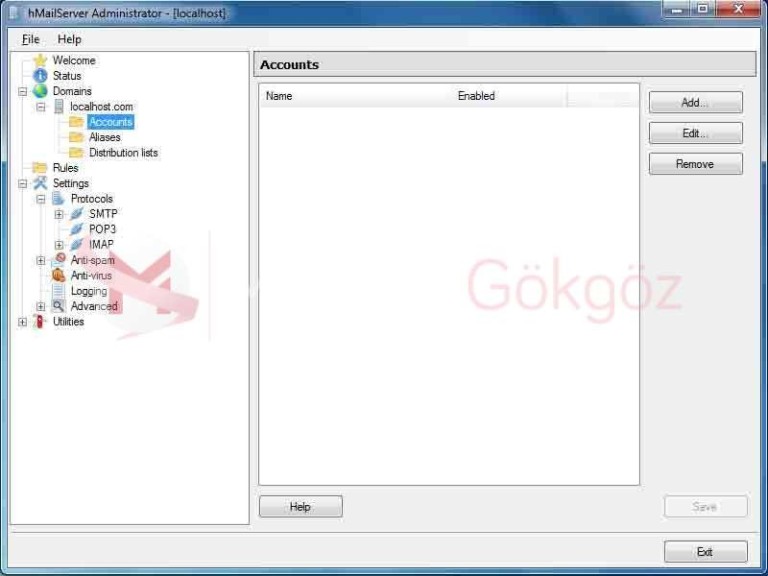 hMailServer Administrator - [localhost]
File Help
Welcome
Status
Domains
localhost.com
Accounts
Aliases
Distribution lists
Rules
Settings
Protocols
SMTP
POP3
IMAP
Anti-spam
Anti-virus
Logging
Advanced
Utilities
Accounts
Name Enabled
Add...
Edit...
Remove
Gökgöz
Help
Save
Exit